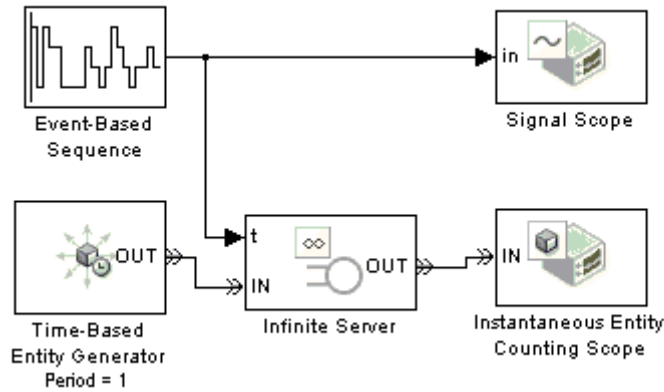 in
Event-Based
Sequence
Signal Scope
OUT
t
IN
∞
OUT
IN
Time-Based
Entity Generator
Period = 1
Infinite Server
Instantaneous Entity
Counting Scope